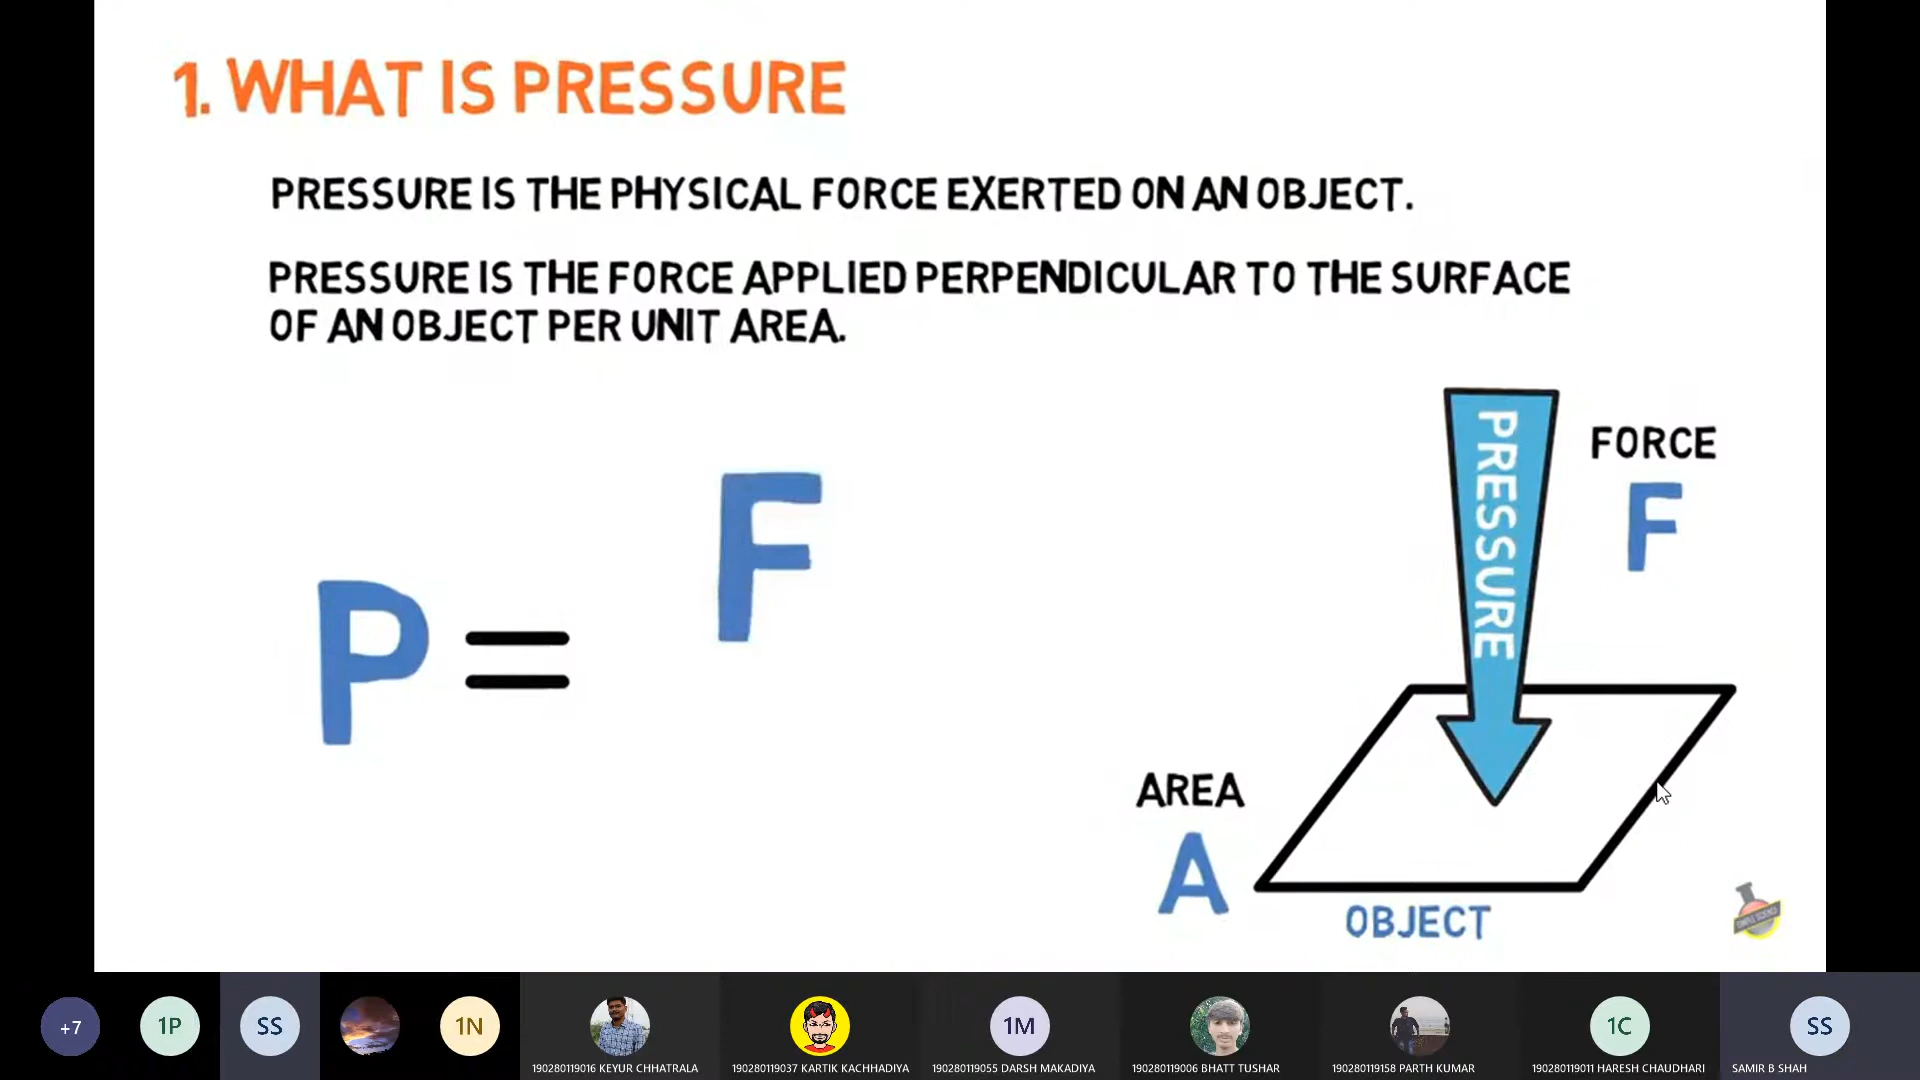 1. WHAT IS PRESSURE
PRESSURE IS THE PHYSICAL FORCE EXERTED ON AN OBJECT.
PRESSURE IS THE FORCE APPLIED PERPENDICULAR TO THE SURFACE
OF AN OBJECT PER UNIT AREA.
P =
F
PRESSURE
FORCE
F
AREA
A
OBJECT
+7
1P
SS
1N
190280119016 KEYUR CHHATRALA
190280119037 KARTIK KACHHADIYA
1M
190280119055 DARSH MAKADIYA
190280119006 BHATT TUSHAR
190280119158 PARTH KUMAR
1C
190280119011 HARESH CHAUDHARI
SS
SAMIR B SHAH